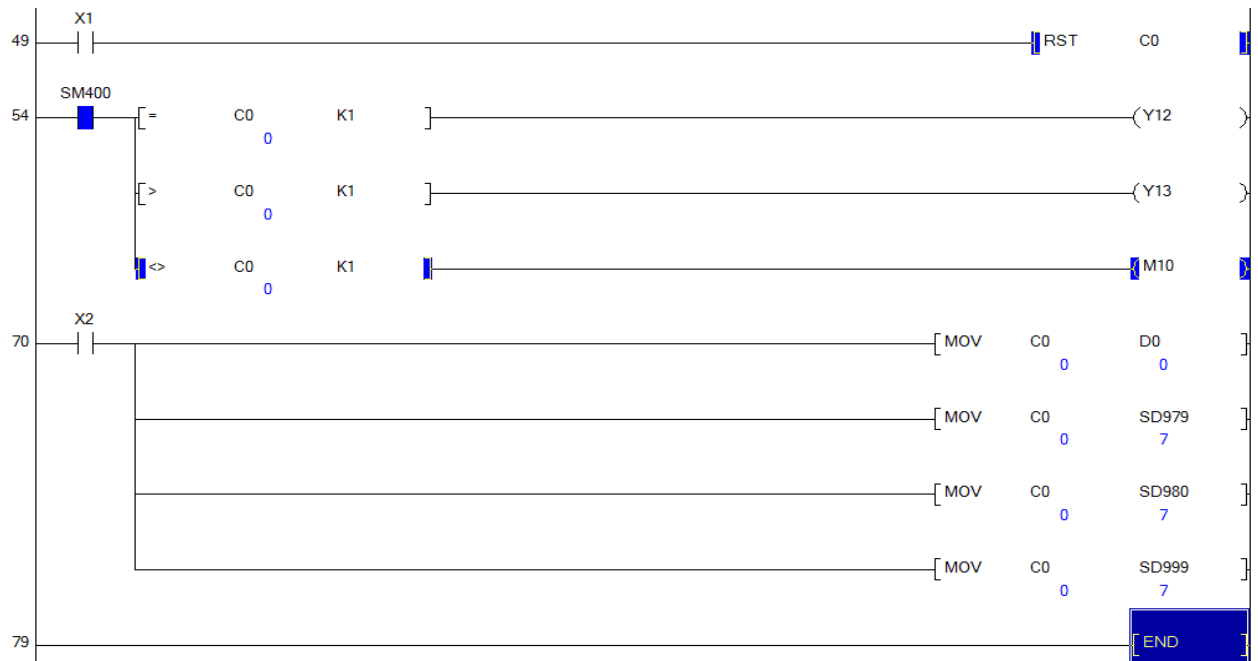 X1
49 RST C0
SM400
54 = C0 K1 Y12
0
> C0 K1 Y13
0
<> C0 K1 M10
0
X2
70 MOV C0 D0
0 0
MOV C0 SD979
0 7
MOV C0 SD980
0 7
MOV C0 SD999
0 7
79 END